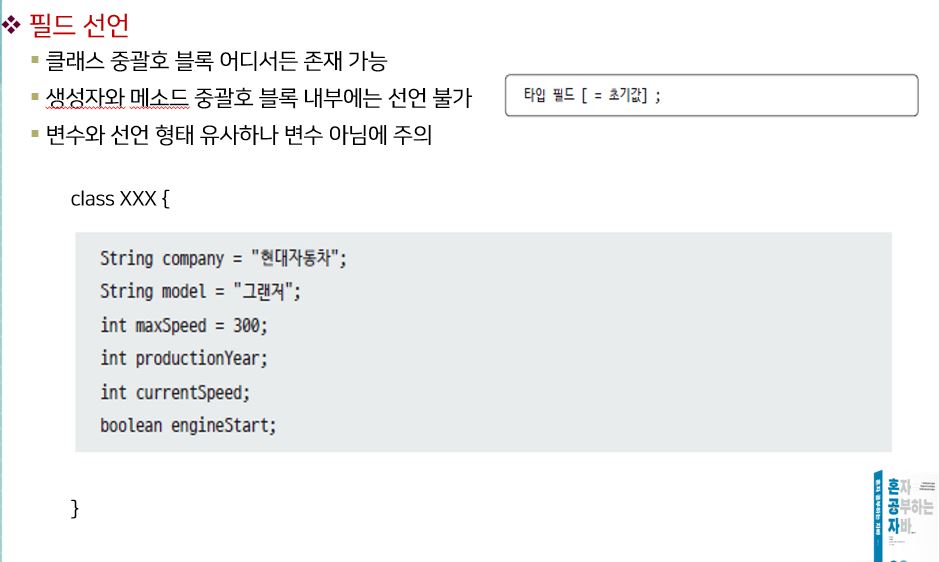 필드 선언
클래스 중괄호 블록 어디서든 존재 가능
생성자와 메소드 중괄호 블록 내부에는 선언 불가
타입 필드 [ = 초기값] ;
변수와 선언 형태 유사하나 변수 아님에 주의
class XXX {
String company = "현대자동차";
String model = "그랜저";
int maxSpeed = 300;
int productionYear;
int currentSpeed;
boolean engineStart;
}
혼자
공부하는
자바